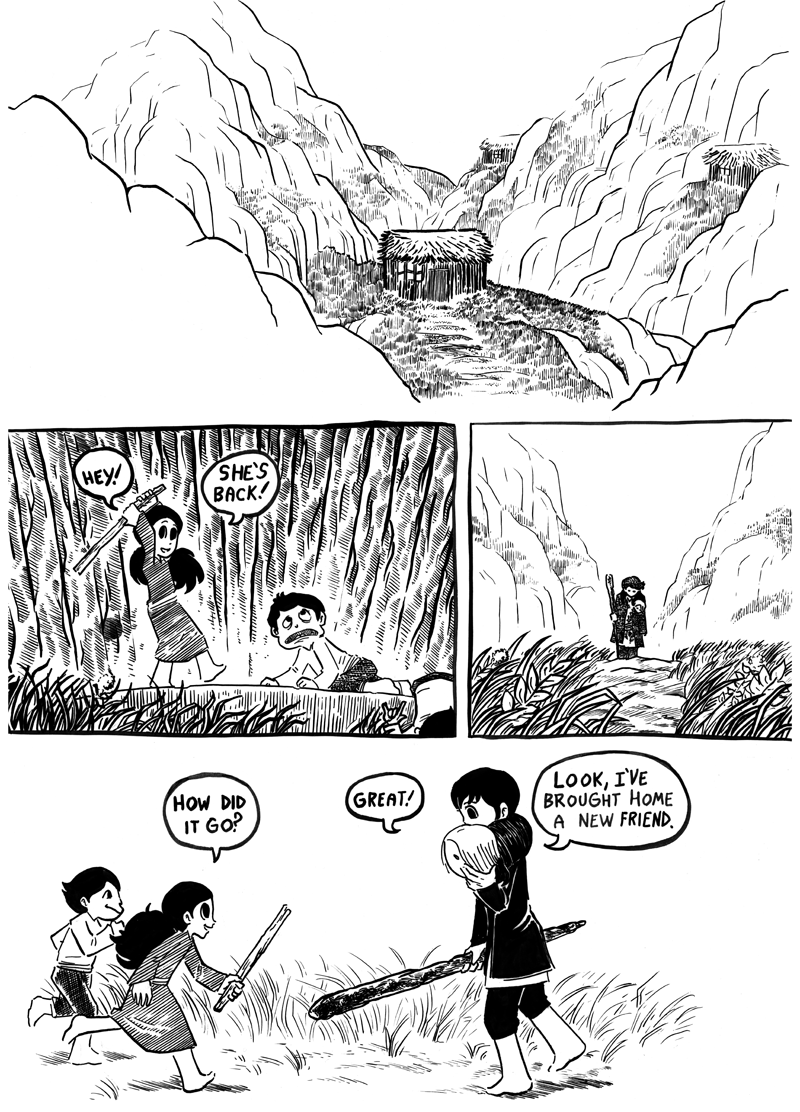 HEY!
SHE'S
BACK!
HOW DID
IT GO?
GREAT!
LOOK, I'VE
BROUGHT HOME
A NEW FRIEND.